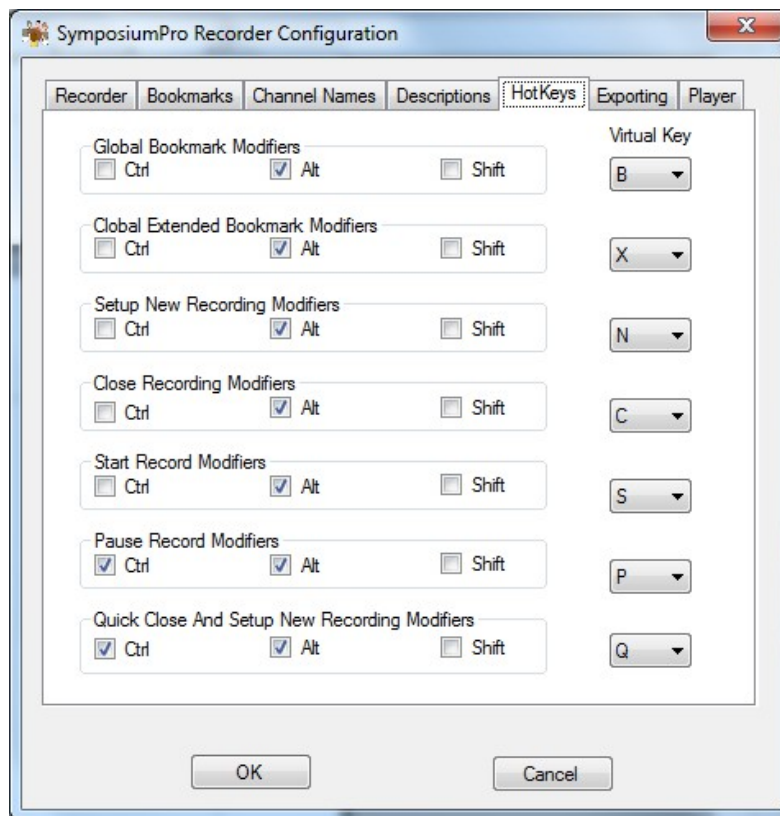 SymposiumPro Recorder Configuration
Recorder Bookmarks Channel Names Descriptions HotKeys Exporting Player
Virtual Key
Global Bookmark Modifiers
Ctrl Alt Shift B
Clobal Extended Bookmark Modifiers
Ctrl Alt Shift X
Setup New Recording Modifiers
Ctrl Alt Shift N
Close Recording Modifiers
Ctrl Alt Shift C
Start Record Modifiers
Ctrl Alt Shift S
Pause Record Modifiers
Ctrl Alt Shift P
Quick Close And Setup New Recording Modifiers
Ctrl Alt Shift Q
OK Cancel